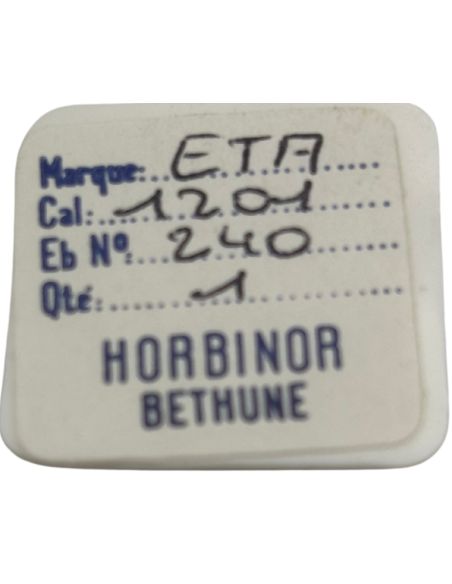 Marque:...ETA.......
Cal:..1201.......
Eb Nº:...240.......
Qté:........1............
HORBINOR
BETHUNE